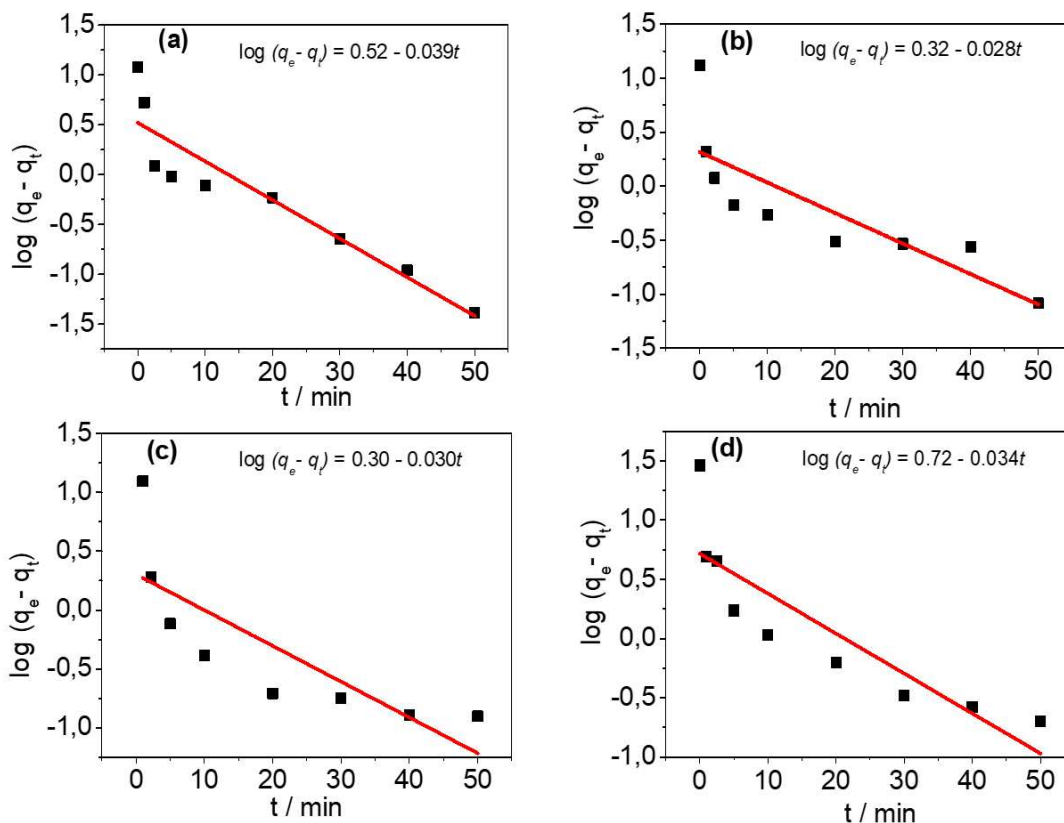 (a)
log (qe - qt) = 0.52 - 0.039t
1,5
1,0
0,5
0,0
-0,5
-1,0
-1,5
log (qe - qt)
0 10 20 30 40 50
t / min
(b)
log (qe - qt) = 0.32 - 0.028t
1,5
1,0
0,5
0,0
-0,5
-1,0
-1,5
log (qe - qt)
0 10 20 30 40 50
t / min
(c)
log (qe - qt) = 0.30 - 0.030t
1,5
1,0
0,5
0,0
-0,5
-1,0
log (qe - qt)
0 10 20 30 40 50
t / min
(d)
log (qe - qt) = 0.72 - 0.034t
1,5
1,0
0,5
0,0
-0,5
-1,0
log (qe - qt)
0 10 20 30 40 50
t / min